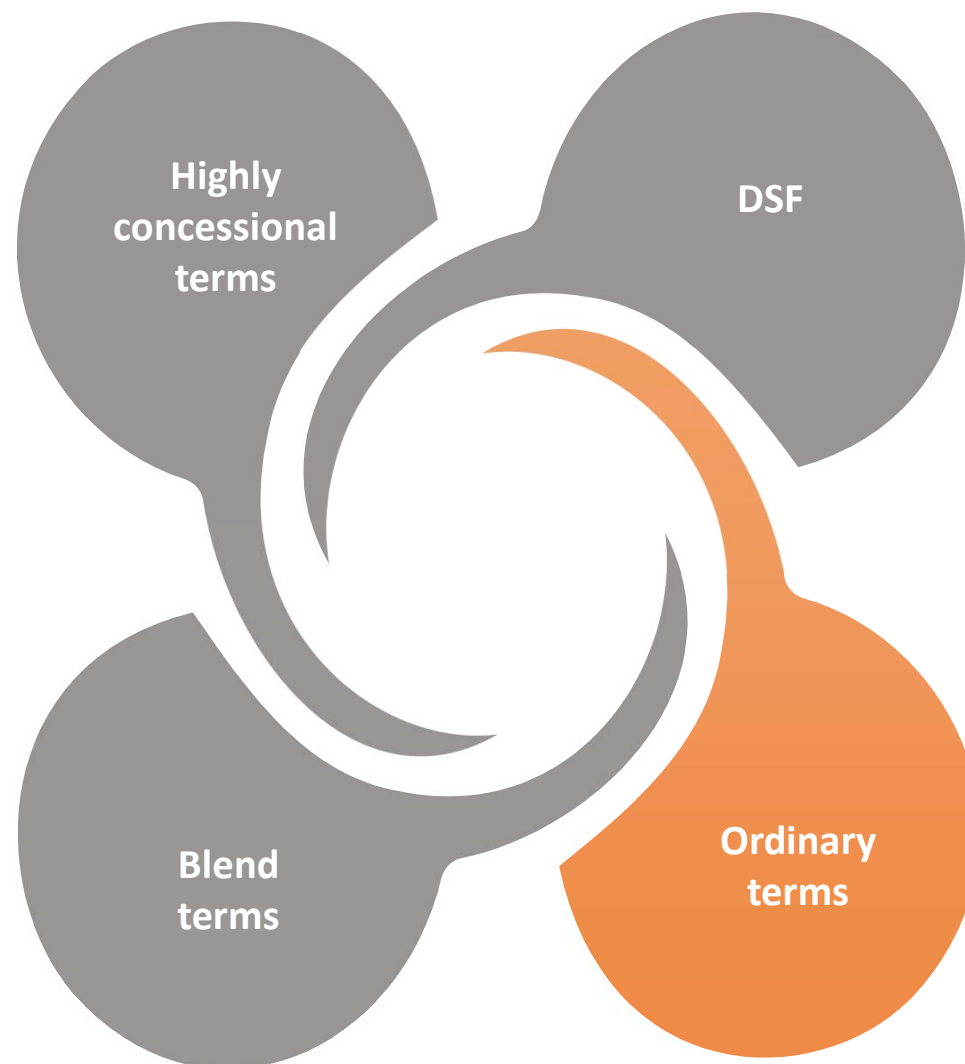 Highly
concessional
terms
DSF
Blend
terms
Ordinary
terms